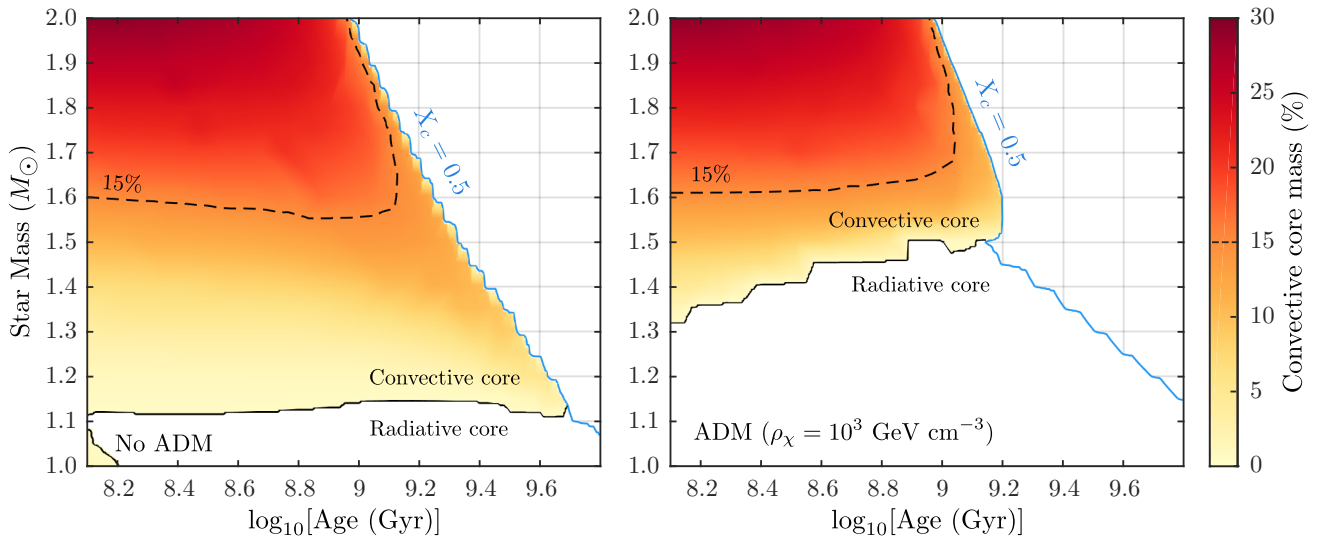 2.0
1.9
1.8
1.7
1.6
1.5
1.4
1.3
1.2
1.1
1.0
Star Mass (M☉)
15%
X_c = 0.5
Convective core
Radiative core
No ADM
8.2 8.4 8.6 8.8 9 9.2 9.4 9.6
log₁₀[Age (Gyr)]
2.0
1.9
1.8
1.7
1.6
1.5
1.4
1.3
1.2
1.1
1.0
15%
X_c = 0.5
Convective core
Radiative core
ADM (ρ_χ = 10³ GeV cm⁻³)
8.2 8.4 8.6 8.8 9 9.2 9.4 9.6
log₁₀[Age (Gyr)]
30
25
20
15
10
5
0
Convective core mass (%)